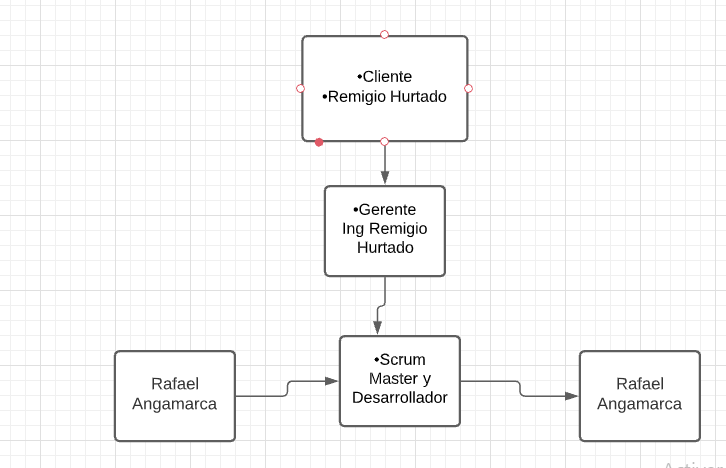 •Cliente
•Remigio Hurtado
•Gerente
Ing Remigio
Hurtado
•Scrum
Master y
Desarrollador
Rafael
Angamarca
Rafael
Angamarca